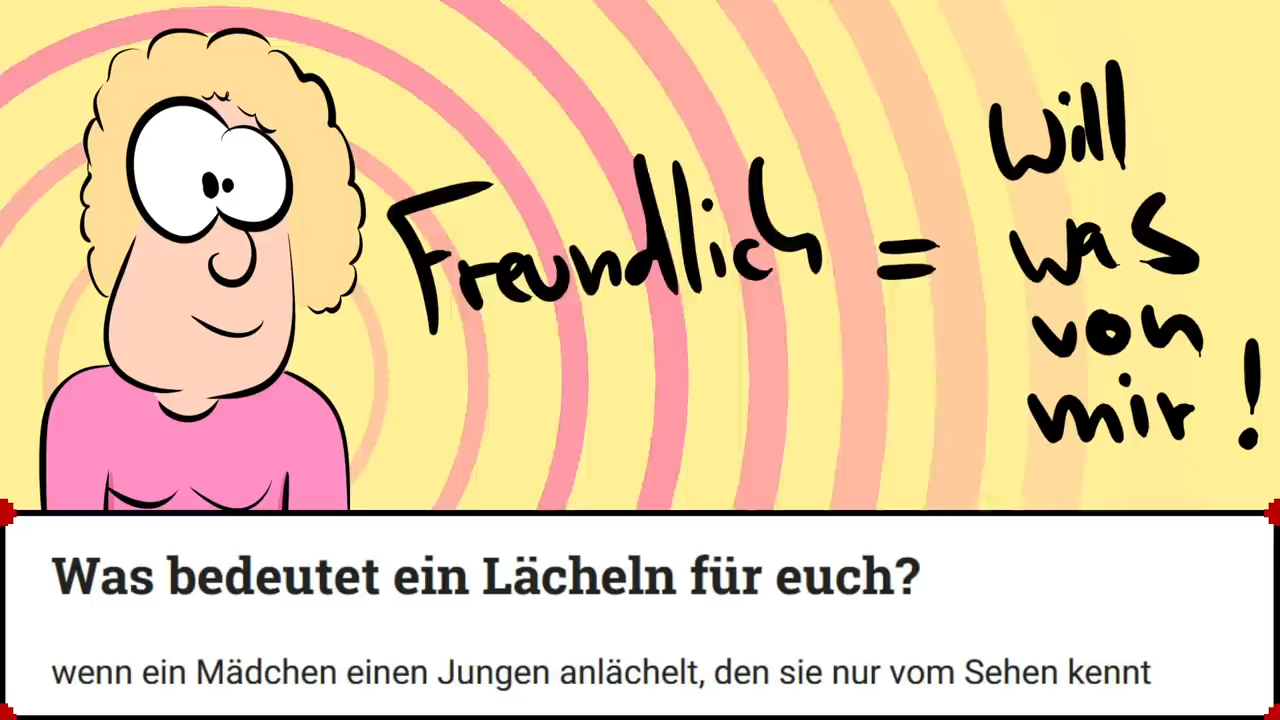 Freundlich = will
was
von
mir!
Was bedeutet ein Lächeln für euch?
wenn ein Mädchen einen Jungen anlächelt, den sie nur vom Sehen kennt